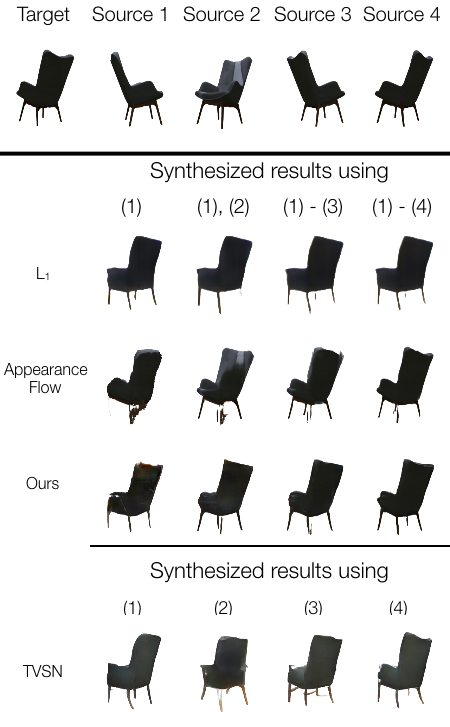 Target Source 1 Source 2 Source 3 Source 4
Synthesized results using
(1) (1), (2) (1) - (3) (1) - (4)
L₁
Appearance
Flow
Ours
Synthesized results using
(1) (2) (3) (4)
TVSN